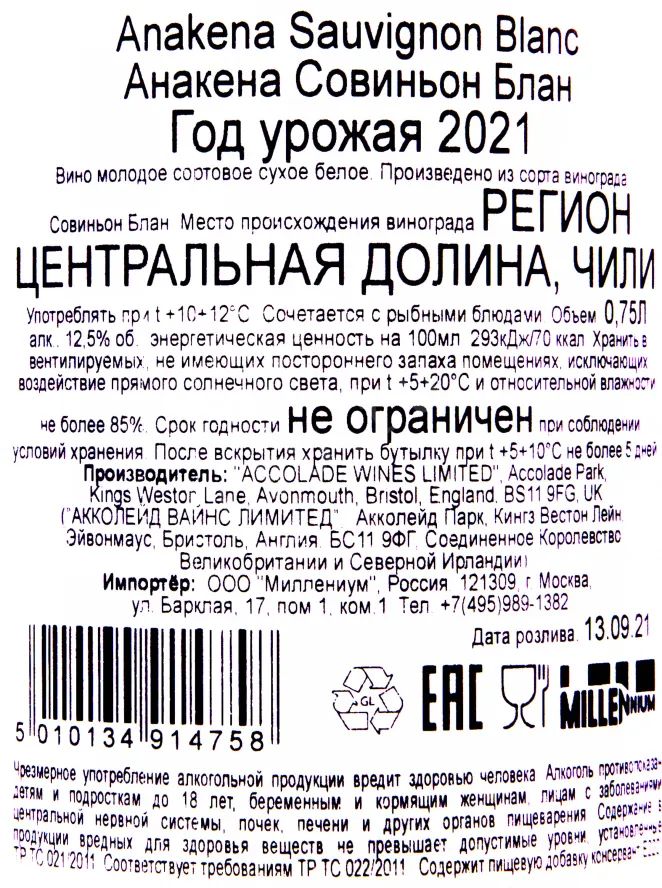 Anakena Sauvignon Blanc
Анакена Совиньон Блан
Год урожая 2021
Вино молодое сортовое сухое белое. Произведено из сорта винограда
Совиньон Блан Место происхождения винограда РЕГИОН
ЦЕНТРАЛЬНАЯ ДОЛИНА, ЧИЛИ
Употреблять при t +10+12°С Сочетается с рыбными блюдами Объем 0,75Л
алк. 12,5% об. энергетическая ценность на 100мл 293кДж/70 ккал Хранить в
вентилируемых, не имеющих постороннего запаха помещениях, исключающих
воздействие прямого солнечного света, при t +5+20°С и относительной влажности
не более 85%. Срок годности не ограничен при соблюдении
условий хранения. После вскрытия хранить бутылку при t +5+10°С не более 5 дней
Производитель: "ACCOLADE WINES LIMITED", Accolade Park,
Kings Weston Lane, Avonmouth, Bristol, England, BS11 9FG, UK
("АККОЛЕЙД ВАЙНС ЛИМИТЕД" Акколейд Парк, Кингз Вестон Лейн,
Эйвонмаус, Бристоль, Англия, БС11 9ФГ, Соединенное Королевство
Великобритании и Северной Ирландии)
Импортёр: ООО "Миллениум", Россия 121309, г Москва,
ул. Барклая, 17, пом 1, ком.1 Тел +7(495)989-1382
Дата розлива. 13.09.21
GL
EAC
MILLENNIUM
5 010134 914758
Чрезмерное употребление алкогольной продукции вредит здоровью человека Алкоголь противопоказан
детям и подросткам до 18 лет, беременным и кормящим женщинам, лицам с заболеваниями
центральной нервной системы, почек, печени и других органов пищеварения Содержание в
продукции вредных для здоровья веществ не превышает допустимые уровни, установленные
ТР ТС 021/2011 Соответствует требованиям ТР ТС 022/2011 Содержит пищевую добавку консервант